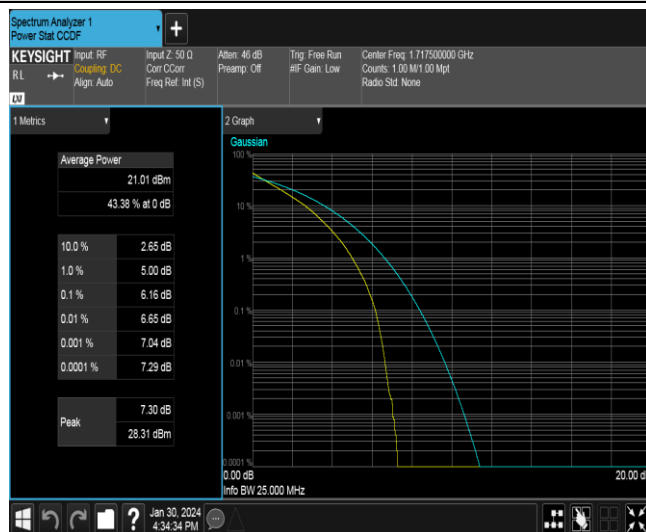 Spectrum Analyzer 1
Power Stat CCDF
KEYSIGHT
RL
LXI
Input: RF
Coupling: DC
Align: Auto
Input Z: 50 Ω
Corr CCorr
Freq Ref: Int (S)
Atten: 46 dB
Preamp: Off
Trig: Free Run
#IF Gain: Low
Center Freq: 1.717500000 GHz
Counts: 1.00 M/1.00 Mpt
Radio Std: None
1 Metrics
Average Power
21.01 dBm
43.38 % at 0 dB
10.0 % 2.65 dB
1.0 % 5.00 dB
0.1 % 6.16 dB
0.01 % 6.65 dB
0.001 % 7.04 dB
0.0001 % 7.29 dB
Peak
7.30 dB
28.31 dBm
2 Graph
Gaussian
100 %
10 %
1 %
0.1 %
0.01 %
0.001 %
0.0001 %
0.00 dB 20.00 d
Info BW 25.000 MHz
Jan 30, 2024
4:34:34 PM